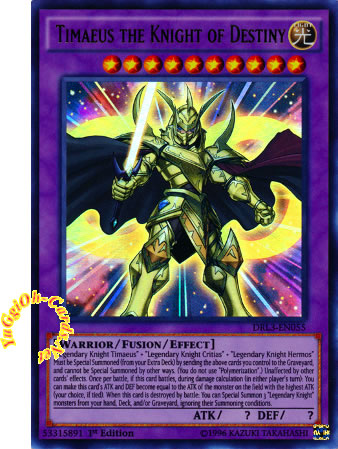 TIMAEUS THE KNIGHT OF DESTINY
LIGHT
光
DRL3-EN055
[WARRIOR/FUSION/EFFECT]
"Legendary Knight Timaeus" + "Legendary Knight Critias" + "Legendary Knight Hermos"
Must be Special Summoned (from your Extra Deck) by sending the above cards you control to the Graveyard,
and cannot be Special Summoned by other ways. (You do not use "Polymerization".) Unaffected by other
cards' effects. Once per battle, if this card battles, during damage calculation (in either player's turn): You can
make this card's ATK and DEF become equal to the ATK of the monster on the field with the highest ATK
(your choice, if tied). When this card is destroyed by battle: You can Special Summon 3 "Legendary Knight"
monsters from your hand, Deck, and/or Graveyard, ignoring their Summoning conditions.
ATK/ ? DEF/ ?
53315891 1st Edition ©1996 KAZUKI TAKAHASHI
YuGiOh-Cards.Net